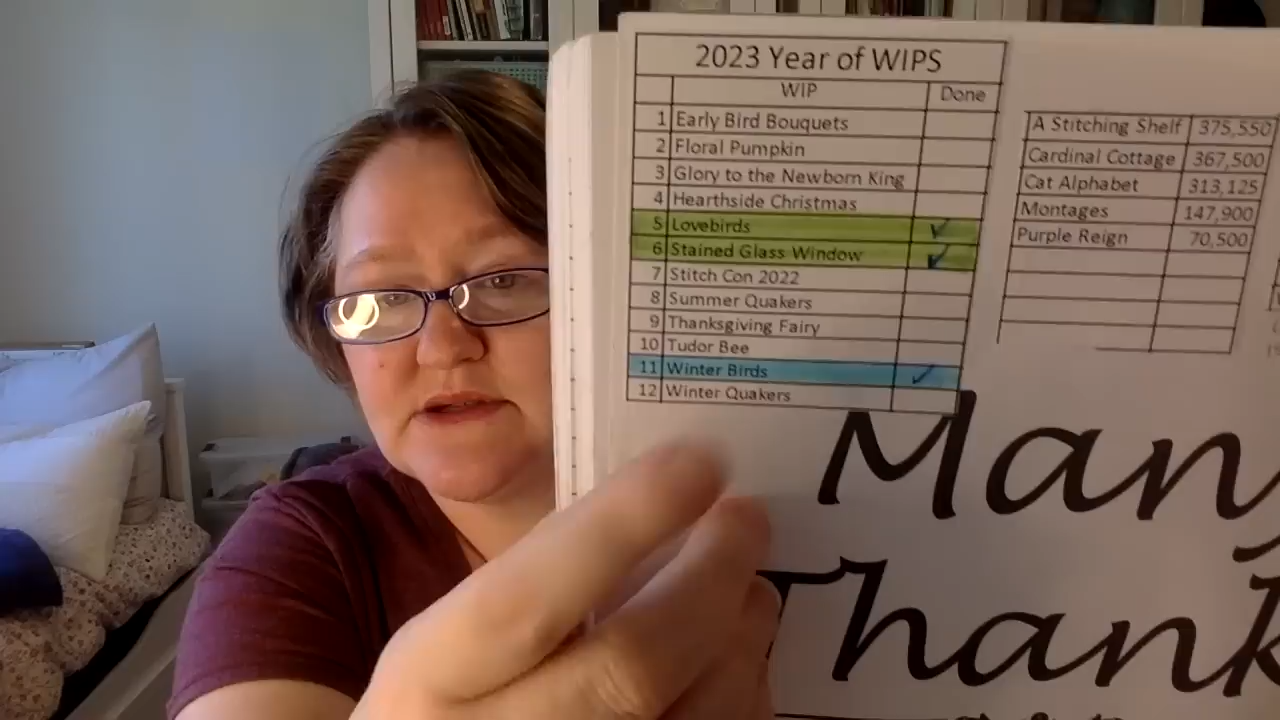 2023 Year of WIPS
WIP Done
1 Early Bird Bouquets
2 Floral Pumpkin
3 Glory to the Newborn King
4 Hearthside Christmas
5 Lovebirds ✓
6 Stained Glass Window ✓
7 Stitch Con 2022
8 Summer Quakers
9 Thanksgiving Fairy
10 Tudor Bee
11 Winter Birds ✓
12 Winter Quakers
A Stitching Shelf 375,550
Cardinal Cottage 367,500
Cat Alphabet 313,125
Montages 147,900
Purple Reign 70,500
Many
Thank